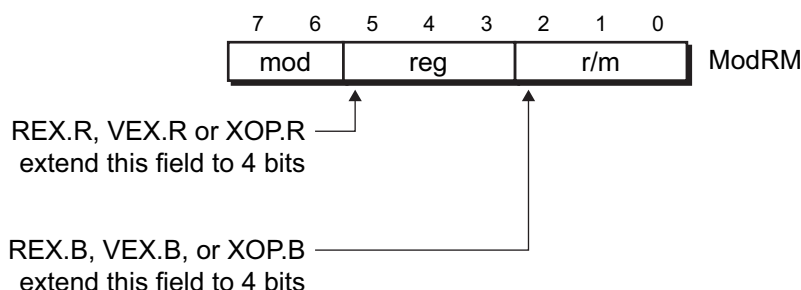 7 6 5 4 3 2 1 0
mod reg r/m ModRM
REX.R, VEX.R or XOP.R
extend this field to 4 bits
REX.B, VEX.B, or XOP.B
extend this field to 4 bits